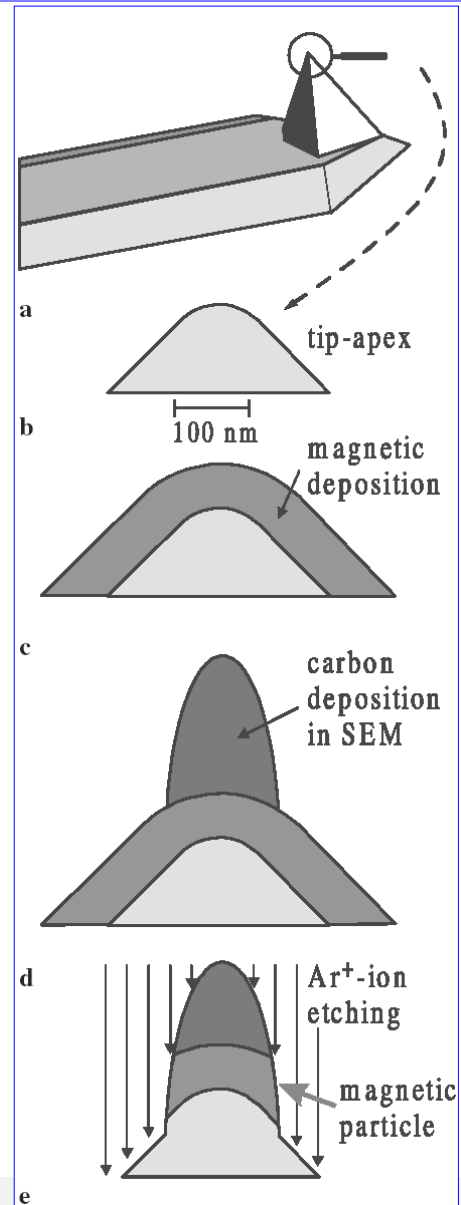 a
tip-apex
100 nm
b
magnetic
deposition
c
carbon
deposition
in SEM
d
Ar⁺-ion
etching
magnetic
particle
e